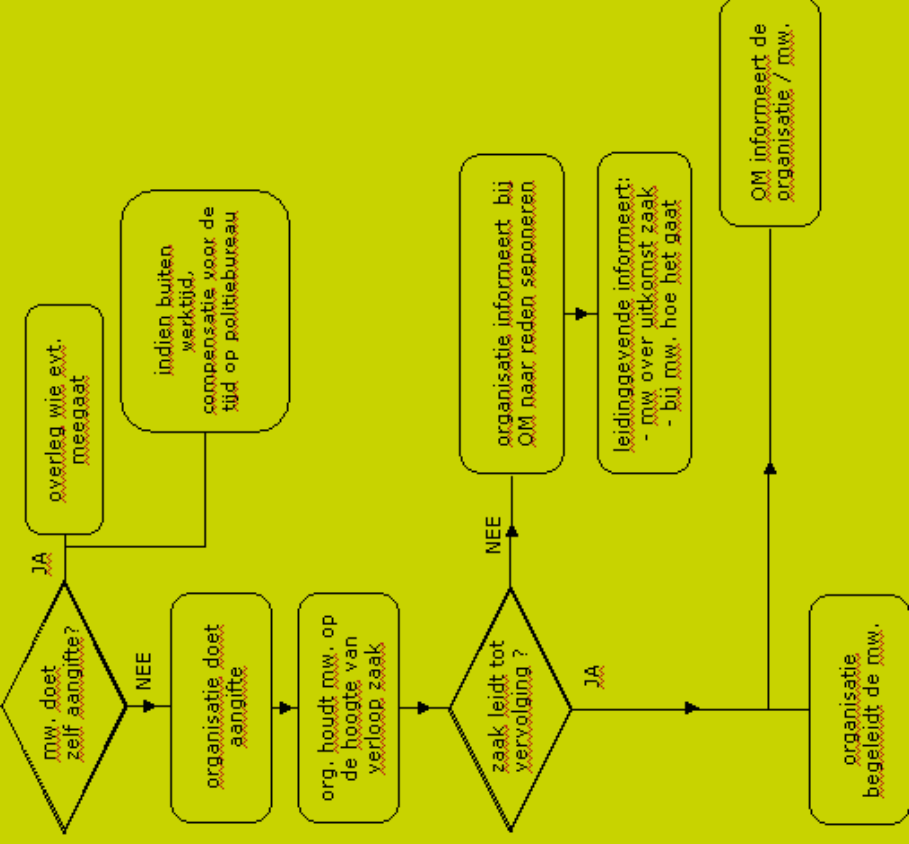 mw. doet
zelf aangifte?
JA
overleg wie evt.
meegaat
indien buiten
werktijd,
compensatie voor de
tijd op politiebureau
NEE
organisatie doet
aangifte
org. houdt mw. op
de hoogte van
verloop zaak
zaak leidt tot
vervolging ?
NEE
organisatie informeert bij
OM naar reden seponeren
leidinggevende informeert:
- mw over uitkomst zaak
- bij mw. hoe het gaat
JA
OM informeert de
organisatie / mw.
organisatie
begeleidt de mw.